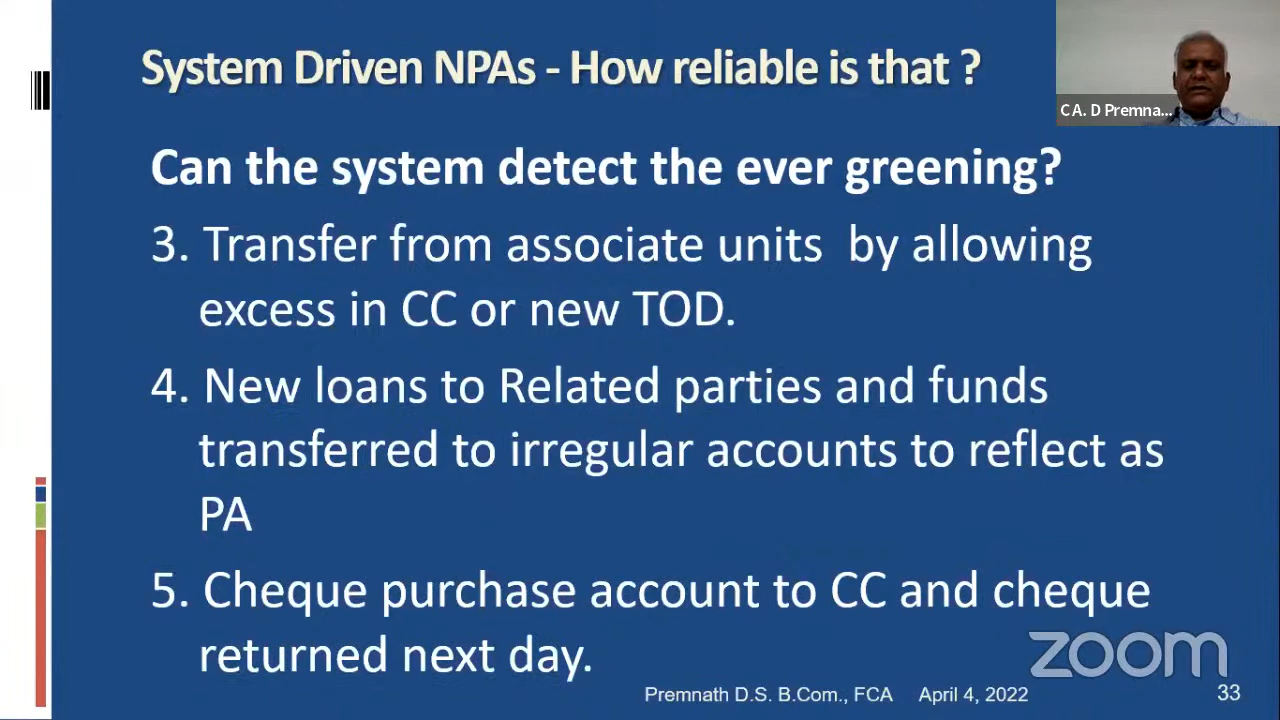 System Driven NPAs - How reliable is that ?
CA. D Premna...
Can the system detect the ever greening?
3. Transfer from associate units by allowing
excess in CC or new TOD.
4. New loans to Related parties and funds
transferred to irregular accounts to reflect as
PA
5. Cheque purchase account to CC and cheque
returned next day.
zoom
Premnath D.S. B.Com., FCA April 4, 2022 33